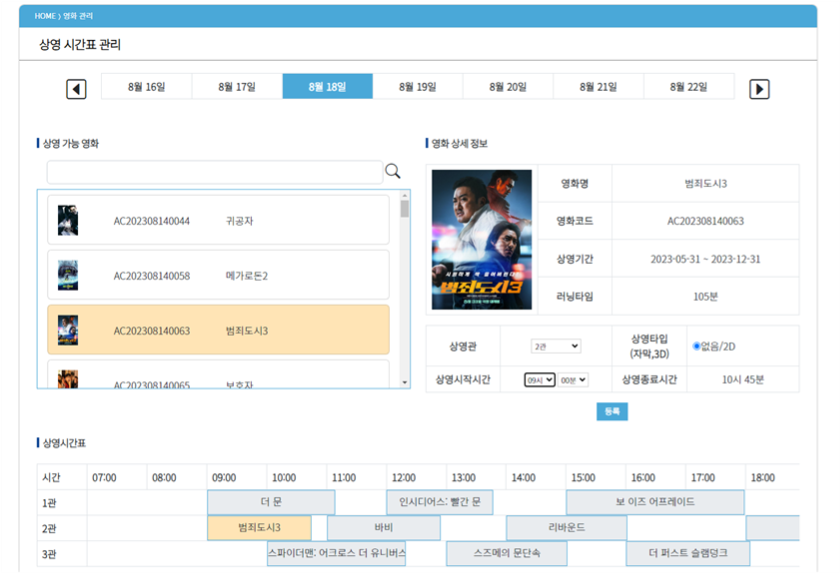 HOME > 영화 관리
상영 시간표 관리
8월 16일 8월 17일 8월 18일 8월 19일 8월 20일 8월 21일 8월 22일
상영 가능 영화
AC202308140044 귀공자
AC202308140058 메가로돈2
AC202308140063 범죄도시3
AC202308140065 보호자
영화 상세 정보
범죄도시3
영화명 범죄도시3
영화코드 AC202308140063
상영기간 2023-05-31 ~ 2023-12-31
러닝타임 105분
상영관 2관 상영타입 없음/2D
(자막,3D)
상영시작시간 09시 00분 상영종료시간 10시 45분
등록
상영시간표
시간 07:00 08:00 09:00 10:00 11:00 12:00 13:00 14:00 15:00 16:00 17:00 18:00
1관 더 문 인시디어스: 빨간 문 보 이즈 어프레이드
2관 범죄도시3 바비 리바운드
3관 스파이더맨: 어크로스 더 유니버스 스즈메의 문단속 더 퍼스트 슬램덩크